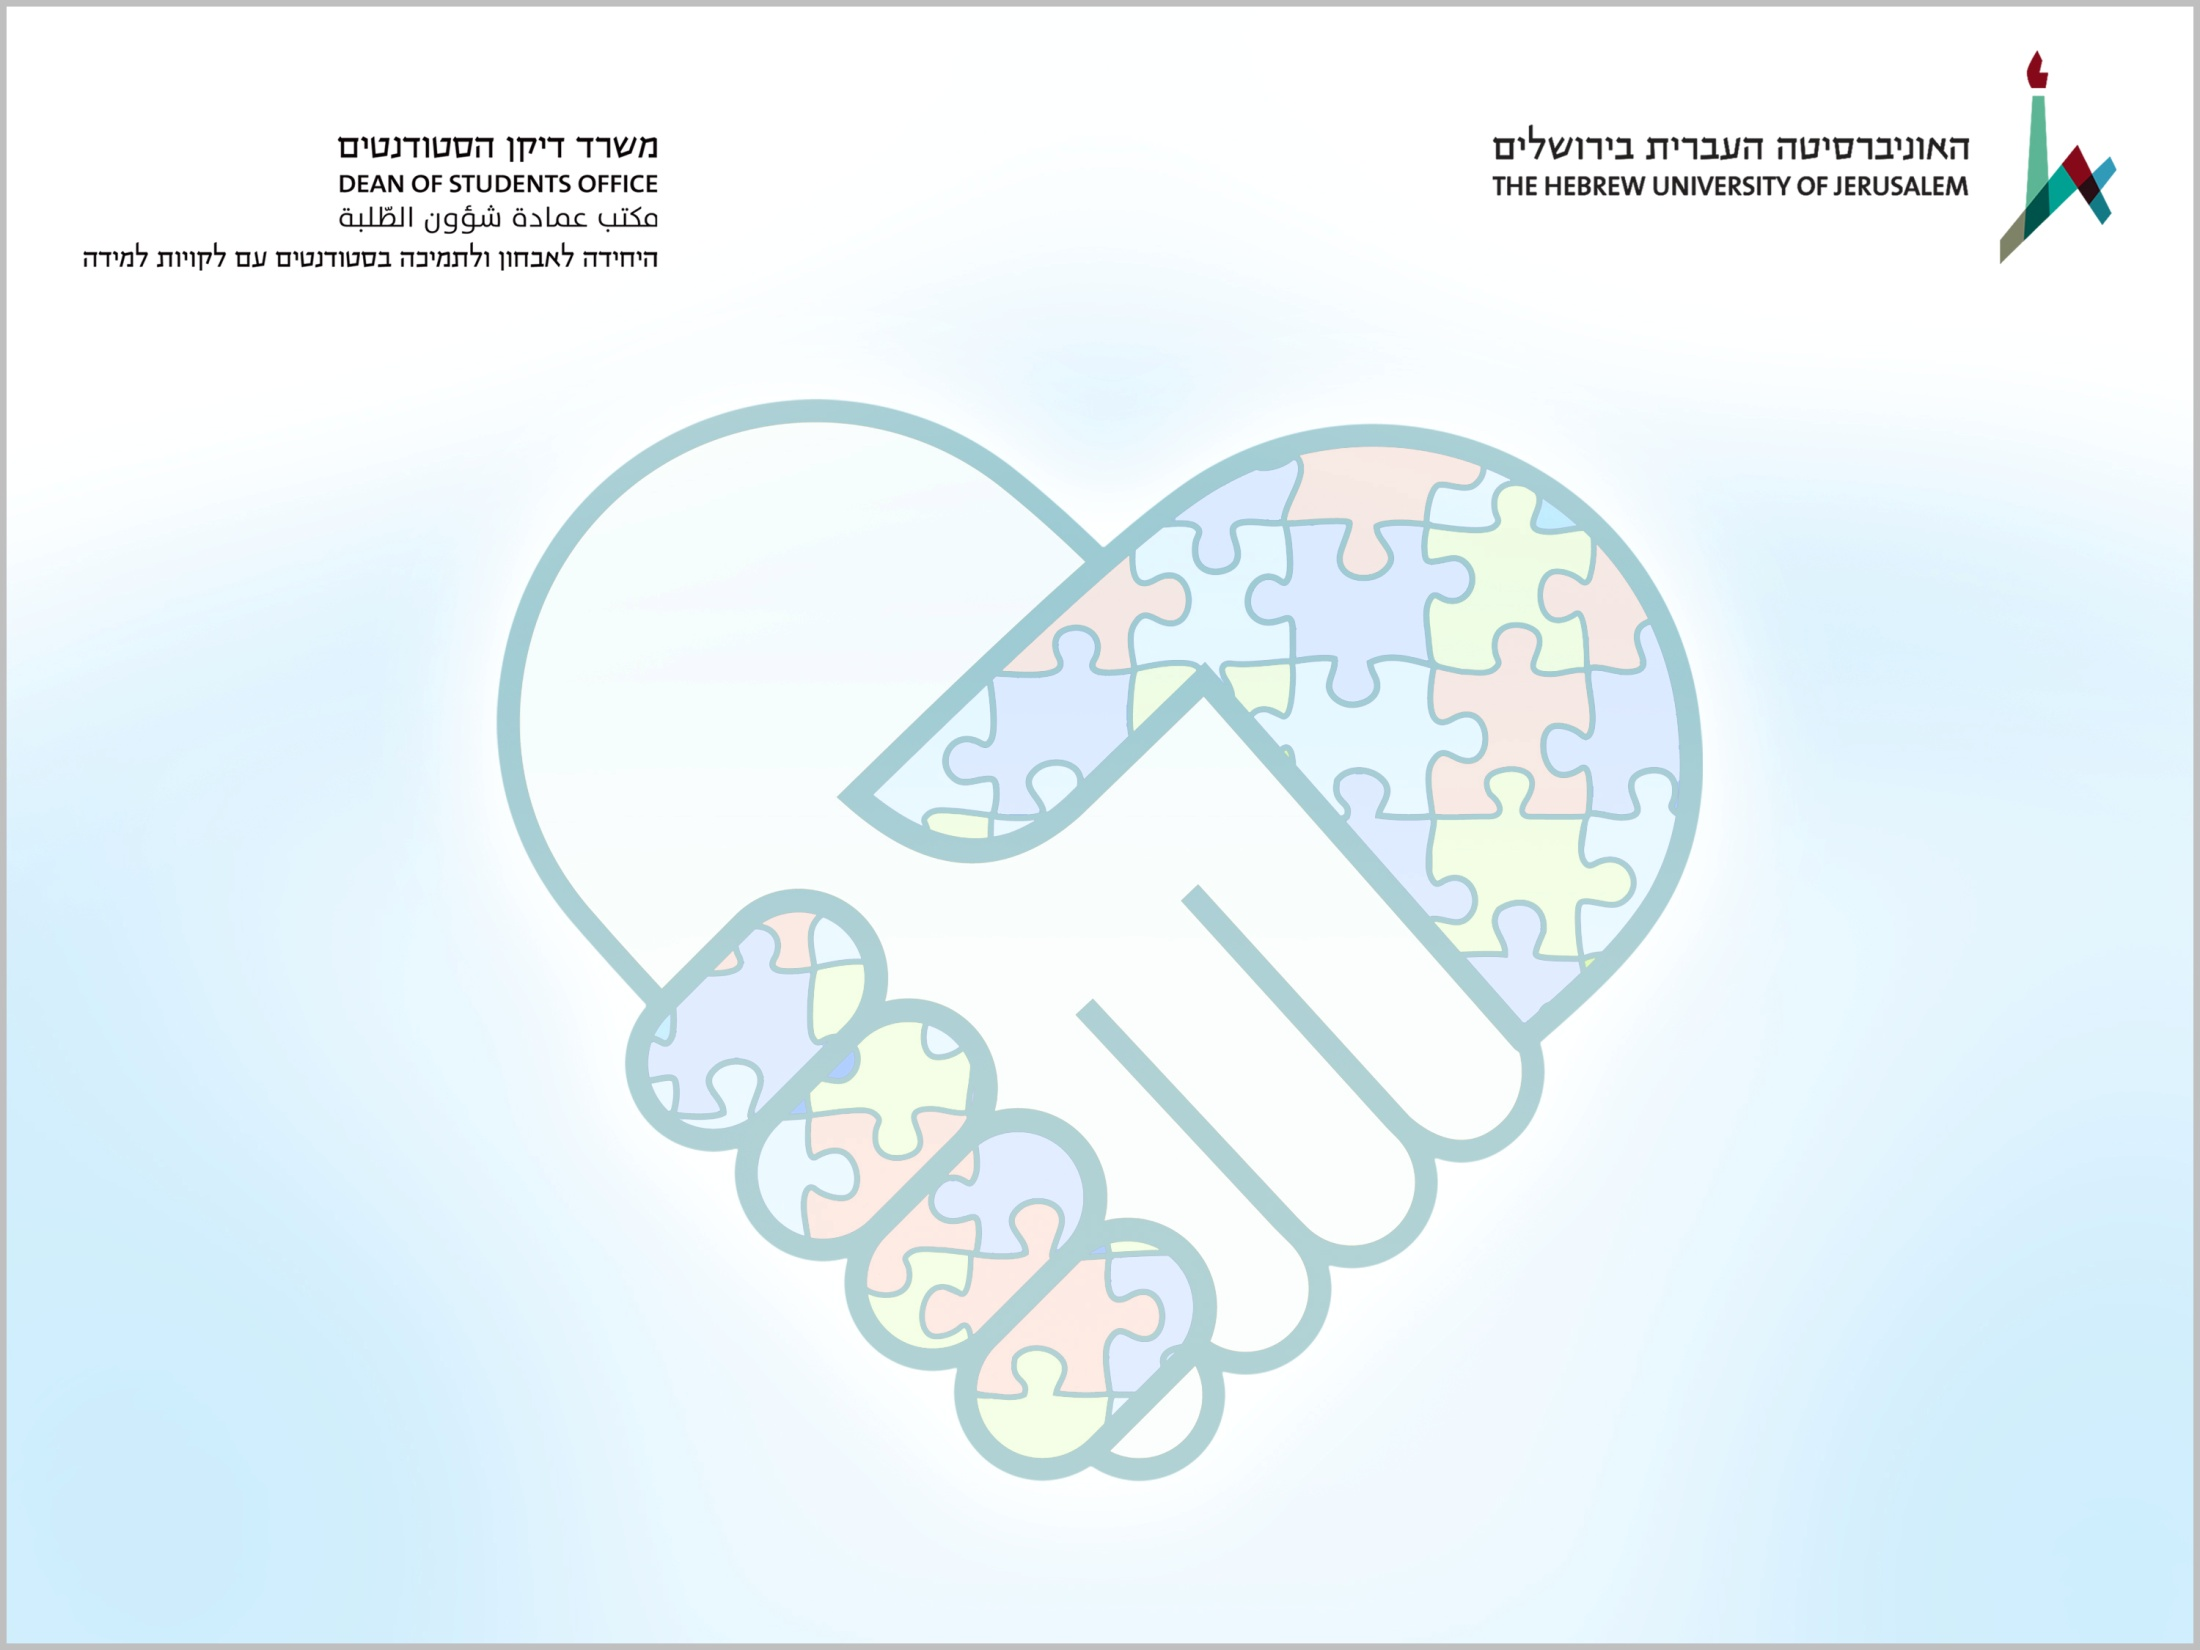 האוניברסיטה העברית בירושלים
THE HEBREW UNIVERSITY OF JERUSALEM
משרד דיקן הסטודנטים
DEAN OF STUDENTS OFFICE
مكتب عمادة شؤون الطّلبة
היחידה לאבחון ולתמיכה בסטודנטים עם לקויות למידה